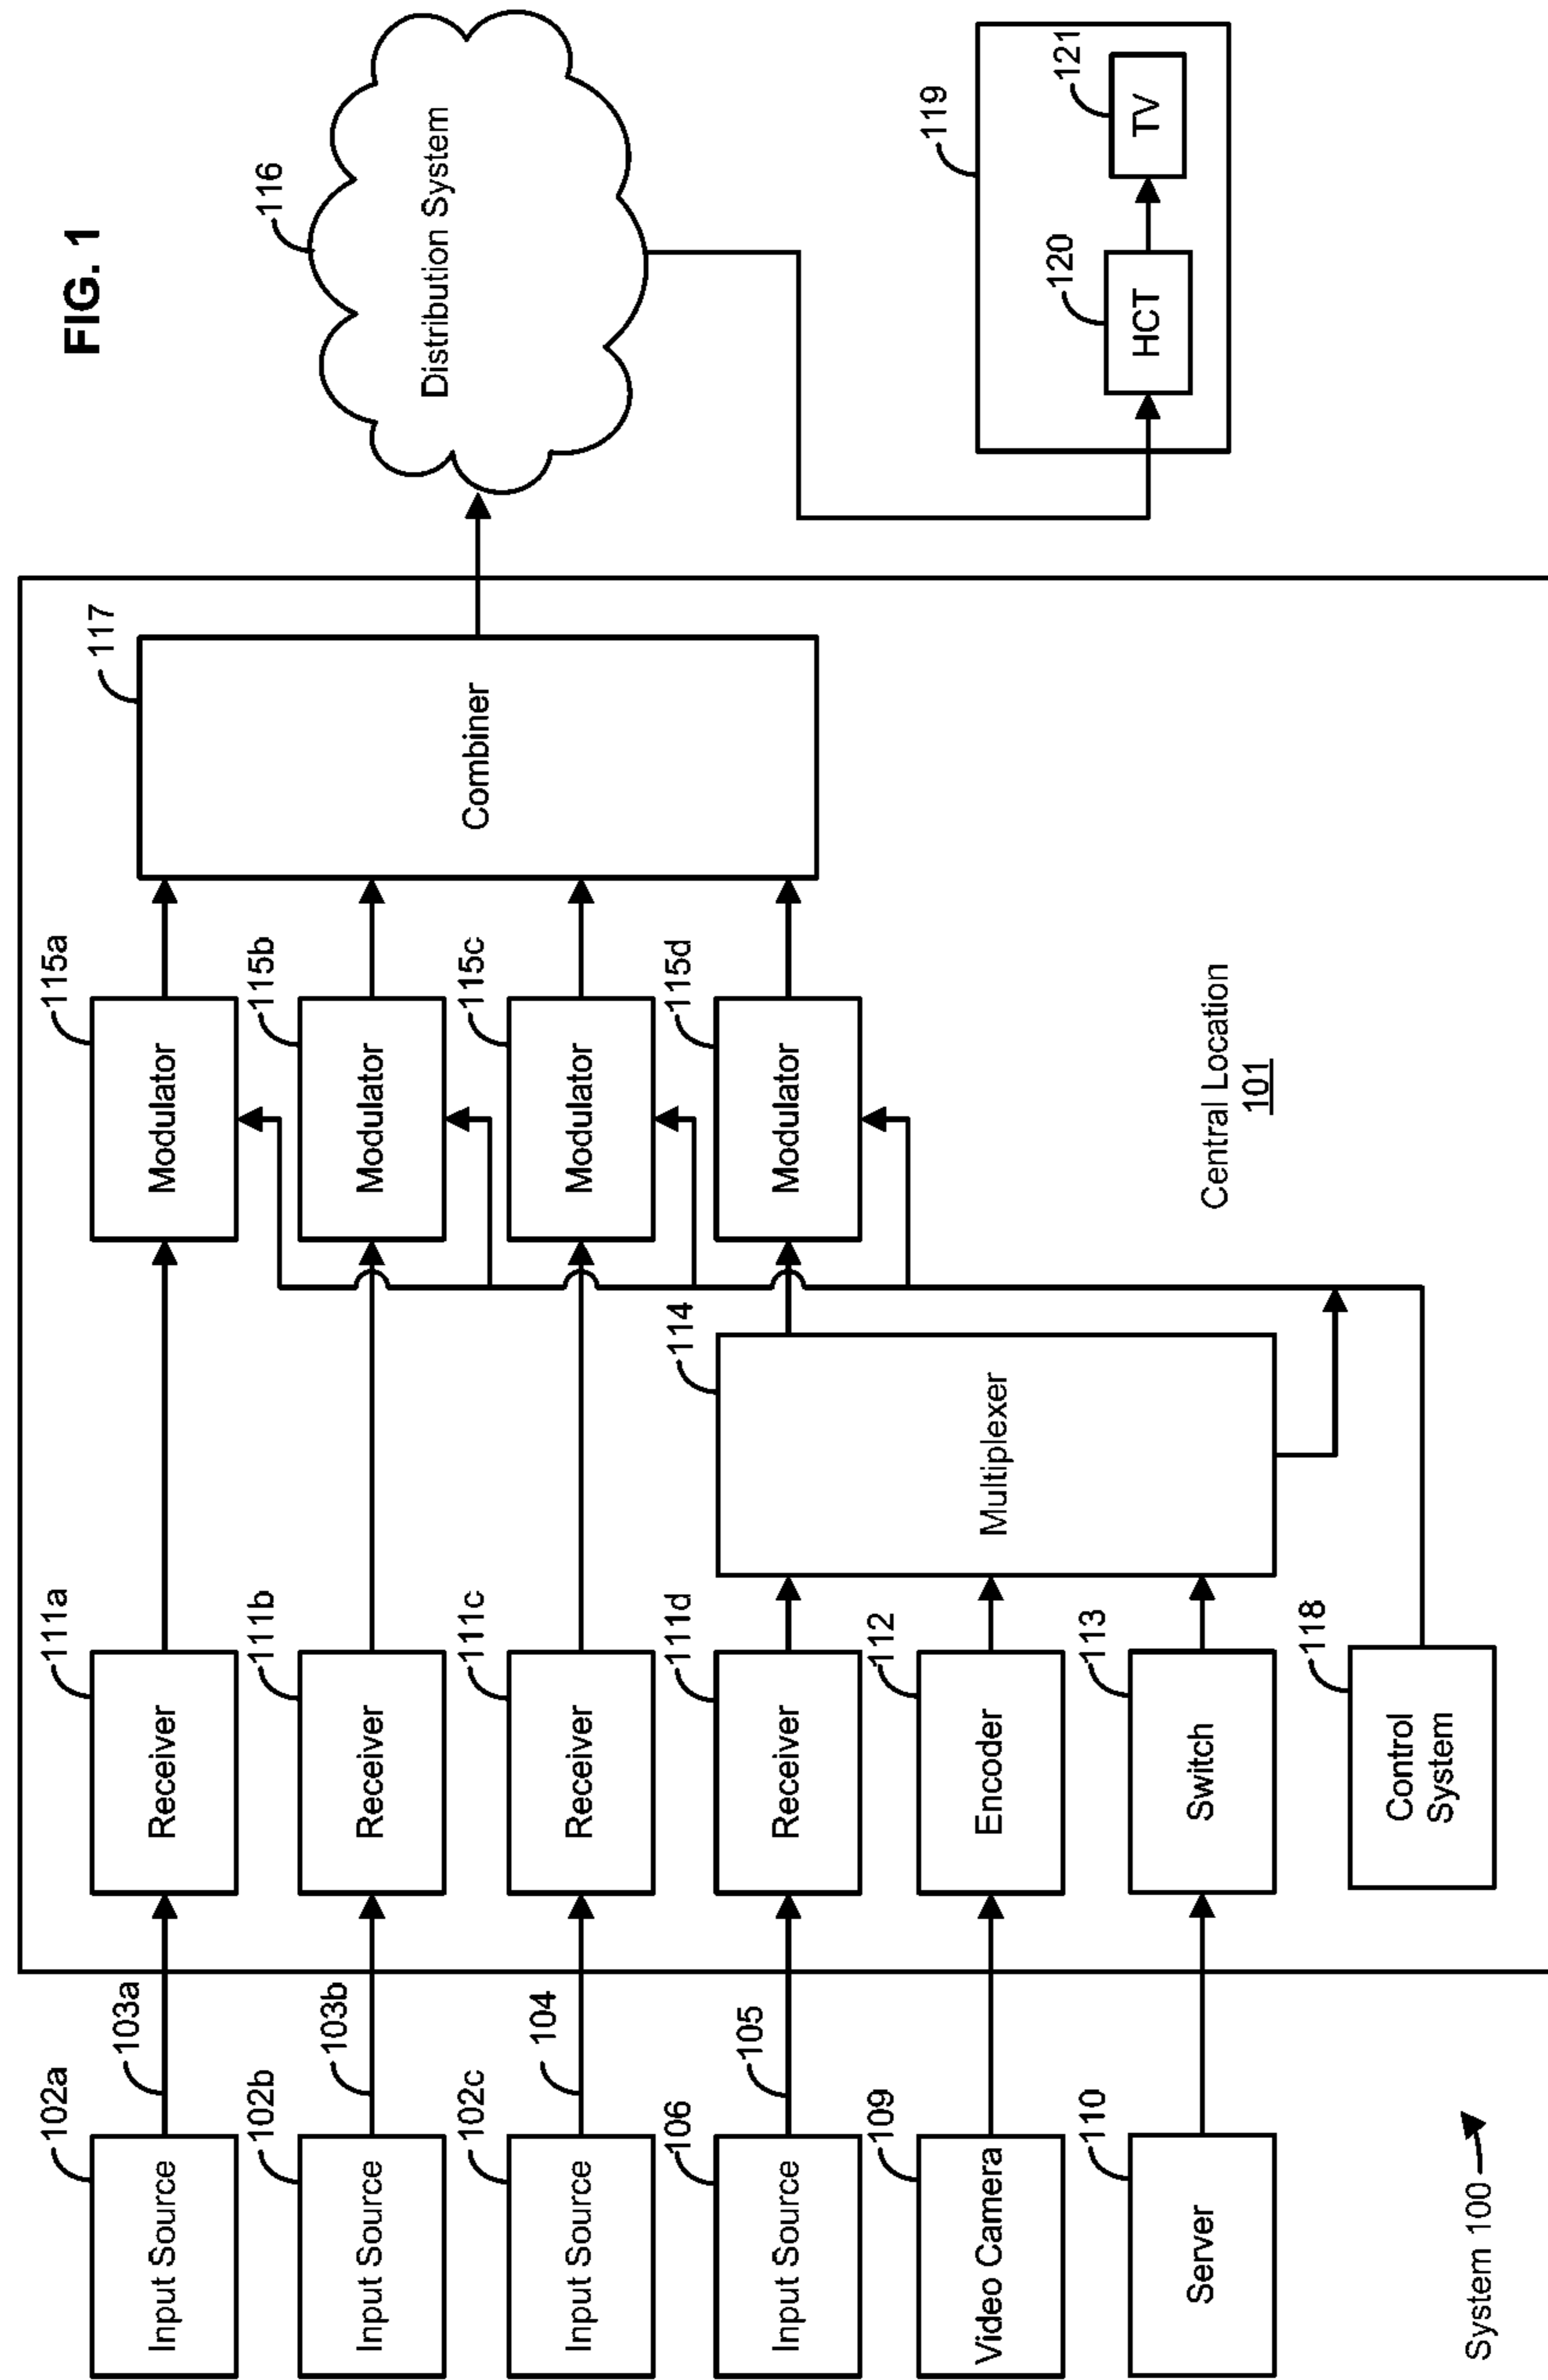 FIG. 1
102a
Input Source
103a
111a
Receiver
115a
Modulator
117
Combiner
116
Distribution System
102b
Input Source
103b
111b
Receiver
115b
Modulator
102c
Input Source
104
111c
Receiver
115c
Modulator
106
Input Source
105
111d
Receiver
114
Multiplexer
115d
Modulator
109
Video Camera
112
Encoder
110
Server
113
Switch
118
Control
System
Central Location
101
119
120
HCT
121
TV
System 100